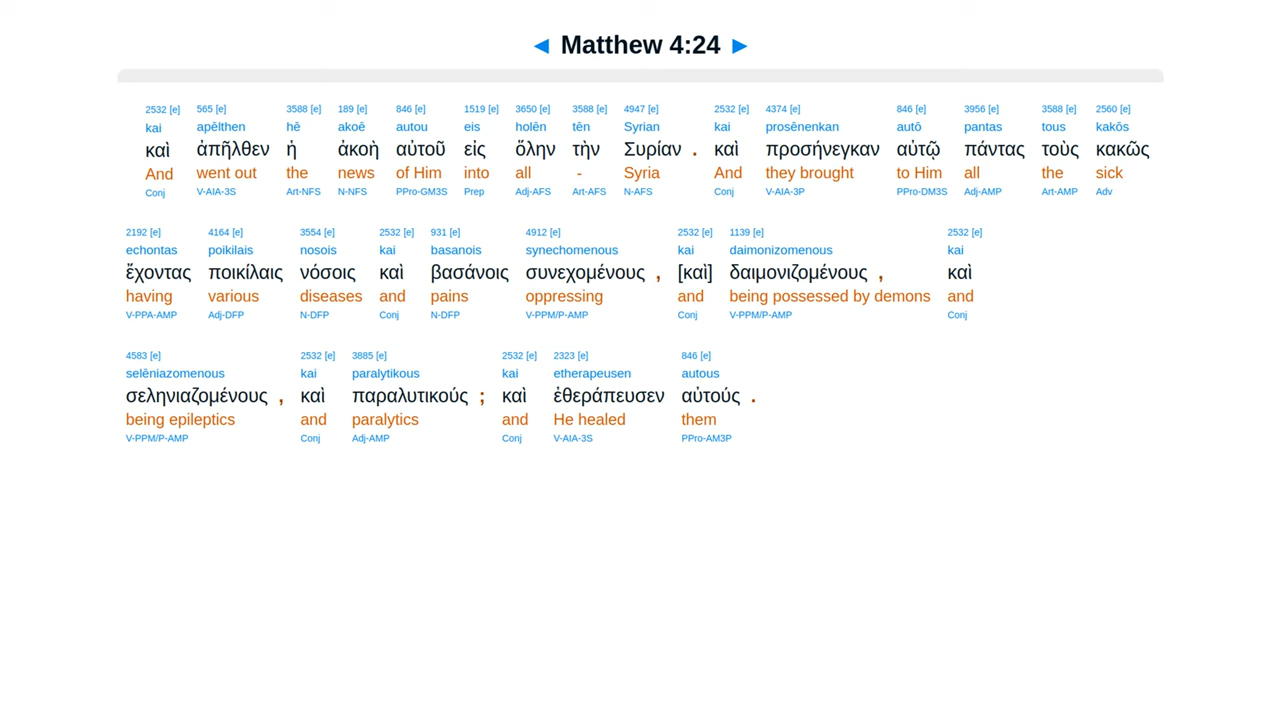 ◄ Matthew 4:24 ►
2532 [e] 565 [e] 3588 [e] 189 [e] 846 [e] 1519 [e] 3650 [e] 3588 [e] 4947 [e] 2532 [e] 4374 [e] 846 [e] 3956 [e] 3588 [e] 2560 [e]
kai apēlthen hē akoē autou eis holēn tēn Syrian kai prosēnenkan autō pantas tous kakōs
καὶ ἀπῆλθεν ἡ ἀκοὴ αὐτοῦ εἰς ὅλην τὴν Συρίαν . καὶ προσήνεγκαν αὐτῷ πάντας τοὺς κακῶς
And went out the news of Him into all - Syria And they brought to Him all the sick
Conj V-AIA-3S Art-NFS N-NFS PPro-GM3S Prep Adj-AFS Art-AFS N-AFS Conj V-AIA-3P PPro-DM3S Adj-AMP Art-AMP Adv
2192 [e] 4164 [e] 3554 [e] 2532 [e] 931 [e] 4912 [e] 2532 [e] 1139 [e] 2532 [e]
echontas poikilais nosois kai basanois synechomenous kai daimonizomenous kai
ἔχοντας ποικίλαις νόσοις καὶ βασάνοις συνεχομένους , [καὶ] δαιμονιζομένους , καὶ
having various diseases and pains oppressing and being possessed by demons and
V-PPA-AMP Adj-DFP N-DFP Conj N-DFP V-PPM/P-AMP Conj V-PPM/P-AMP Conj
4583 [e] 2532 [e] 3885 [e] 2532 [e] 2323 [e] 846 [e]
selēniazomenous kai paralytikous kai etherapeusen autous
σεληνιαζομένους , καὶ παραλυτικούς ; καὶ ἐθεράπευσεν αὐτούς .
being epileptics and paralytics and He healed them
V-PPM/P-AMP Conj Adj-AMP Conj V-AIA-3S PPro-AM3P